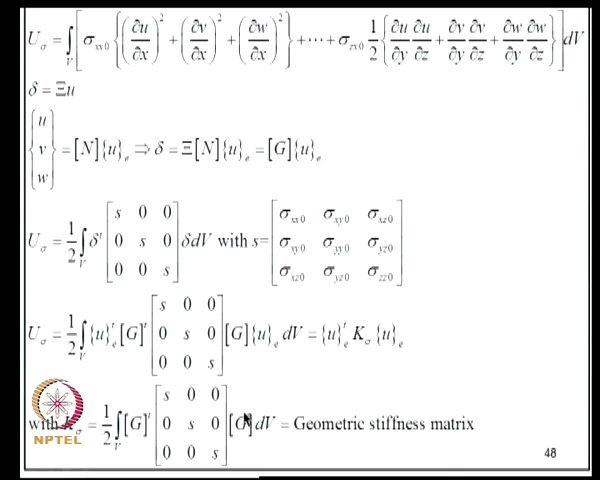 U_σ = ∫_V [ σ_xx0 { (∂u/∂x)² + (∂v/∂x)² + (∂w/∂x)² } + ⋯ + σ_zx0 1/2 { ∂u/∂y ∂u/∂z + ∂v/∂y ∂v/∂z + ∂w/∂y ∂w/∂z } ] dV
δ = Ξu
{u v w} = [N]{u}_e ⇒ δ = Ξ[N]{u}_e = [G]{u}_e
U_σ = 1/2 ∫_V δ^t [s 0 0; 0 s 0; 0 0 s] δdV with s= [σ_xx0 σ_xy0 σ_xz0; σ_xy0 σ_yy0 σ_yz0; σ_xz0 σ_yz0 σ_zz0]
U_σ = 1/2 ∫_V {u}_e^t [G]^t [s 0 0; 0 s 0; 0 0 s] [G]{u}_e dV = {u}_e^t K_σ {u}_e
with K_σ = 1/2 ∫_V [G]^t [s 0 0; 0 s 0; 0 0 s] [G] dV = Geometric stiffness matrix
NPTEL
48